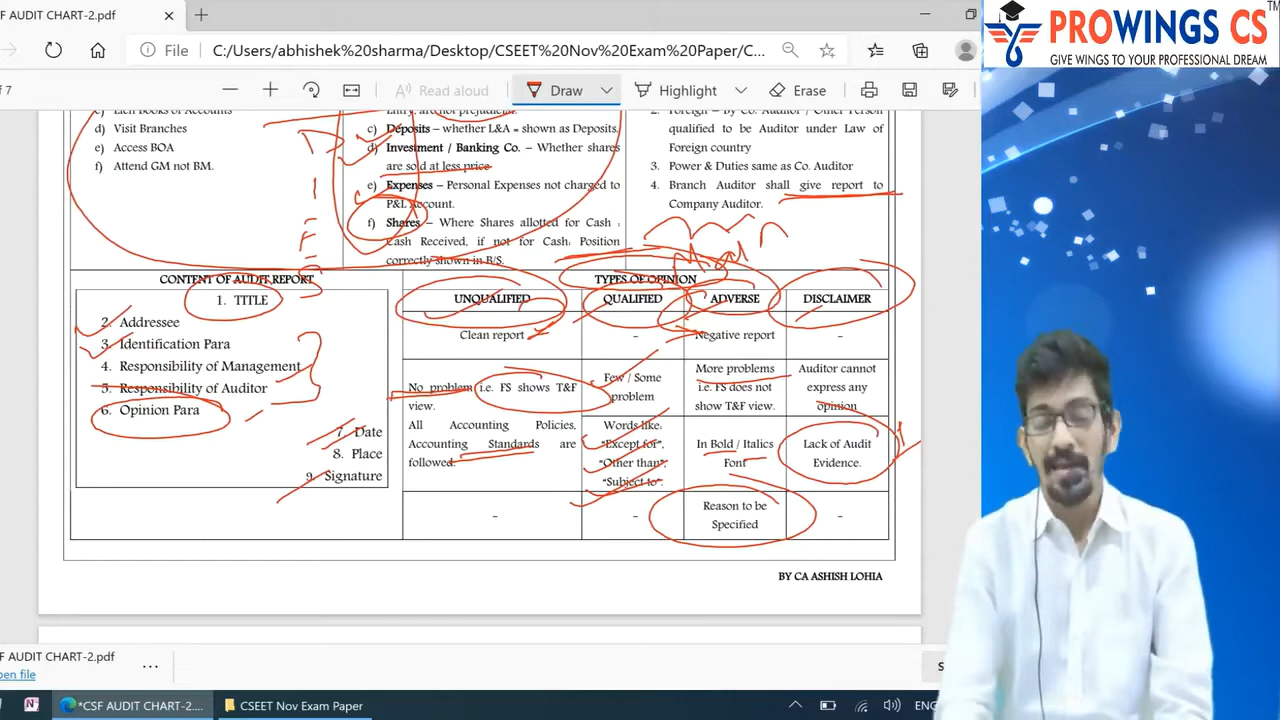 F AUDIT CHART-2.pdf
File
C:/Users/abhishek%20sharma/Desktop/CSEET%20Nov%20Exam%20Paper/C...
PROWINGS CS™
GIVE WINGS TO YOUR PROFESSIONAL DREAM
of 7
Read aloud
Draw
Highlight
Erase
d) Visit Branches
e) Access BOA
f) Attend GM not BM.
c) Deposits – whether L&A = shown as Deposits.
d) Investment / Banking Co. – Whether shares
are sold at less price
e) Expenses – Personal Expenses not charged to
P&L Account.
f) Shares – Where Shares allotted for Cash :
Cash Received, if not for Cash: Position
correctly shown in B/S.
2. Foreign – By Co. Auditor / Other Person
qualified to be Auditor under Law of
Foreign country
3. Power & Duties same as Co. Auditor
4. Branch Auditor shall give report to
Company Auditor.
CONTENT OF AUDIT REPORT
1. TITLE
2. Addressee
3. Identification Para
4. Responsibility of Management
5. Responsibility of Auditor
6. Opinion Para
7. Date
8. Place
9. Signature
TYPES OF OPINION
UNQUALIFIED
QUALIFIED
ADVERSE
DISCLAIMER
Clean report
-
Negative report
-
No problem i.e. FS shows T&F
view.
Few / Some
problem
More problems
i.e. FS does not
show T&F view.
Auditor cannot
express any
opinion
All Accounting Policies,
Accounting Standards are
followed.
Words like:
"Except for",
"Other than",
"Subject to".
In Bold / Italics
Font
Lack of Audit
Evidence.
-
-
Reason to be
Specified
-
BY CA ASHISH LOHIA
F AUDIT CHART-2.pdf
pen file
S
*CSF AUDIT CHART-2....
CSEET Nov Exam Paper
ENG